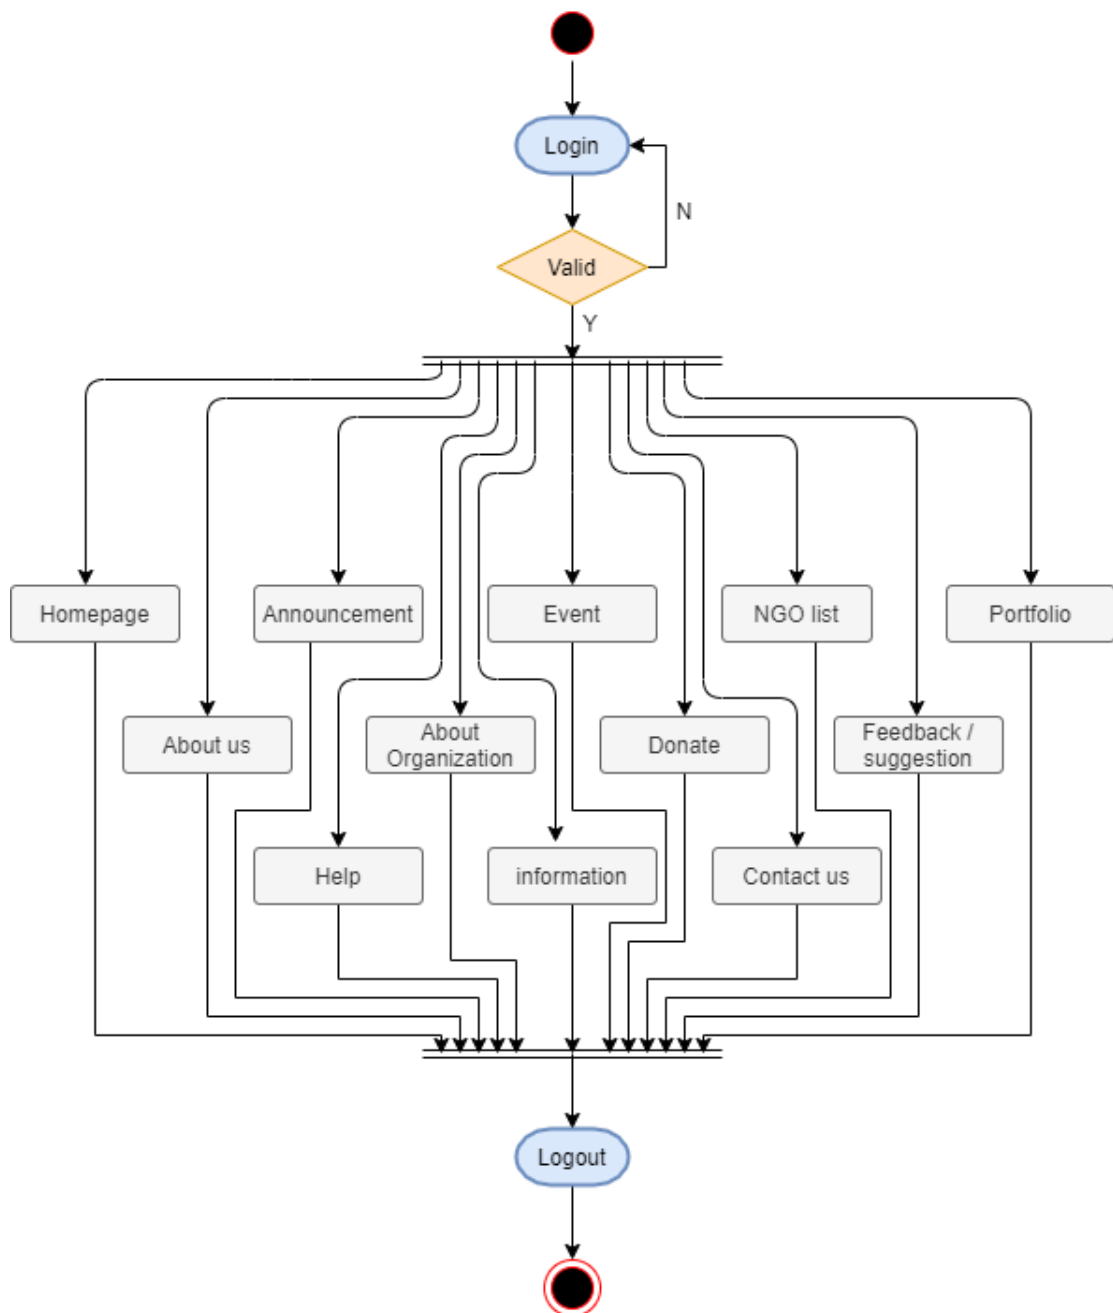 Login
N
Valid
Y
Homepage
Announcement
Event
NGO list
Portfolio
About us
About
Organization
Donate
Feedback /
suggestion
Help
information
Contact us
Logout